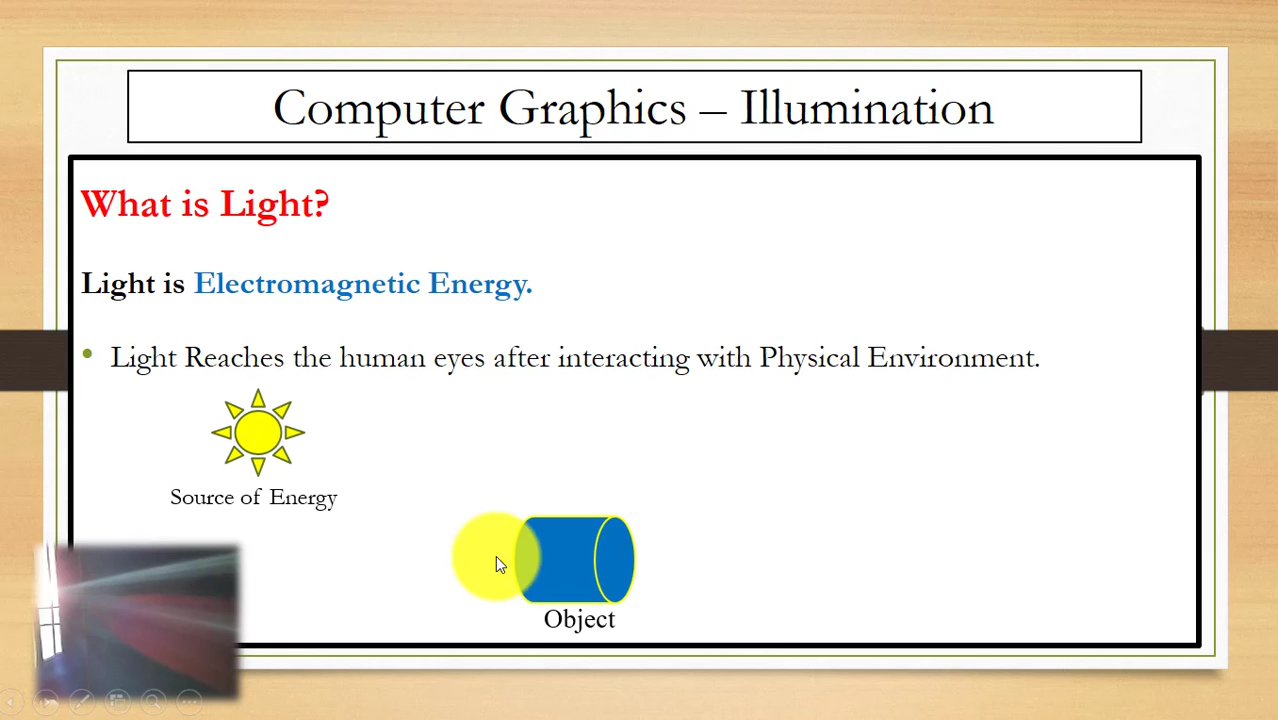 Computer Graphics – Illumination
What is Light?
Light is Electromagnetic Energy.
• Light Reaches the human eyes after interacting with Physical Environment.
Source of Energy
Object